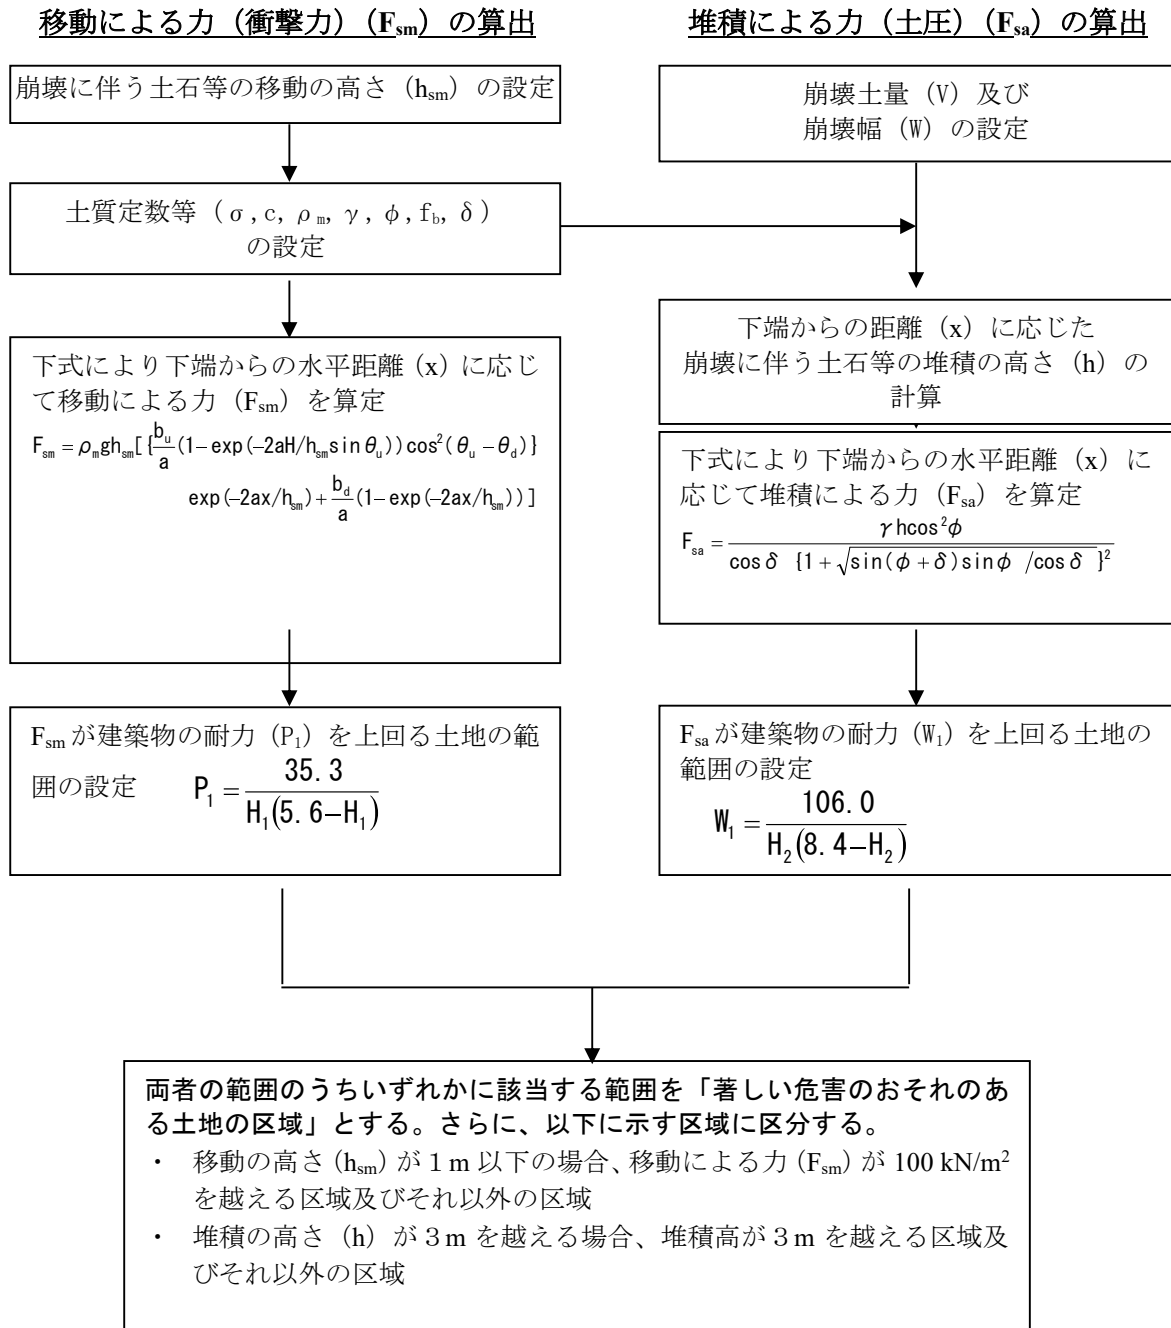 移動による力（衝撃力）(Fsm）の算出
崩壊に伴う土石等の移動の高さ（hsm）の設定
土質定数等（σ, c, ρm, γ, φ, fb, δ）
の設定
下式により下端からの水平距離（x）に応じ
て移動による力（Fsm）を算定
Fsm = ρmghsm[{bu/a(1−exp(−2aH/hsm sinθu))cos²(θu−θd)}
exp(−2ax/hsm)+bd/a(1−exp(−2ax/hsm))]
Fsm が建築物の耐力（P1）を上回る土地の範
囲の設定 P1 = 35.3/H1(5.6−H1)
堆積による力（土圧）(Fsa）の算出
崩壊土量（V）及び
崩壊幅（W）の設定
下端からの距離（x）に応じた
崩壊に伴う土石等の堆積の高さ（h）の
計算
下式により下端からの水平距離（x）に
応じて堆積による力（Fsa）を算定
Fsa = γhcos²φ/cosδ {1+√sin(φ+δ)sinφ /cosδ }²
Fsa が建築物の耐力（W1）を上回る土地の
範囲の設定
W1 = 106.0/H2(8.4−H2)
両者の範囲のうちいずれかに該当する範囲を「著しい危害のおそれのあ
る土地の区域」とする。さらに、以下に示す区域に区分する。
・ 移動の高さ（hsm）が１m 以下の場合、移動による力（Fsm）が 100 kN/m²
を越える区域及びそれ以外の区域
・ 堆積の高さ（h）が３m を越える場合、堆積高が３m を越える区域及
びそれ以外の区域